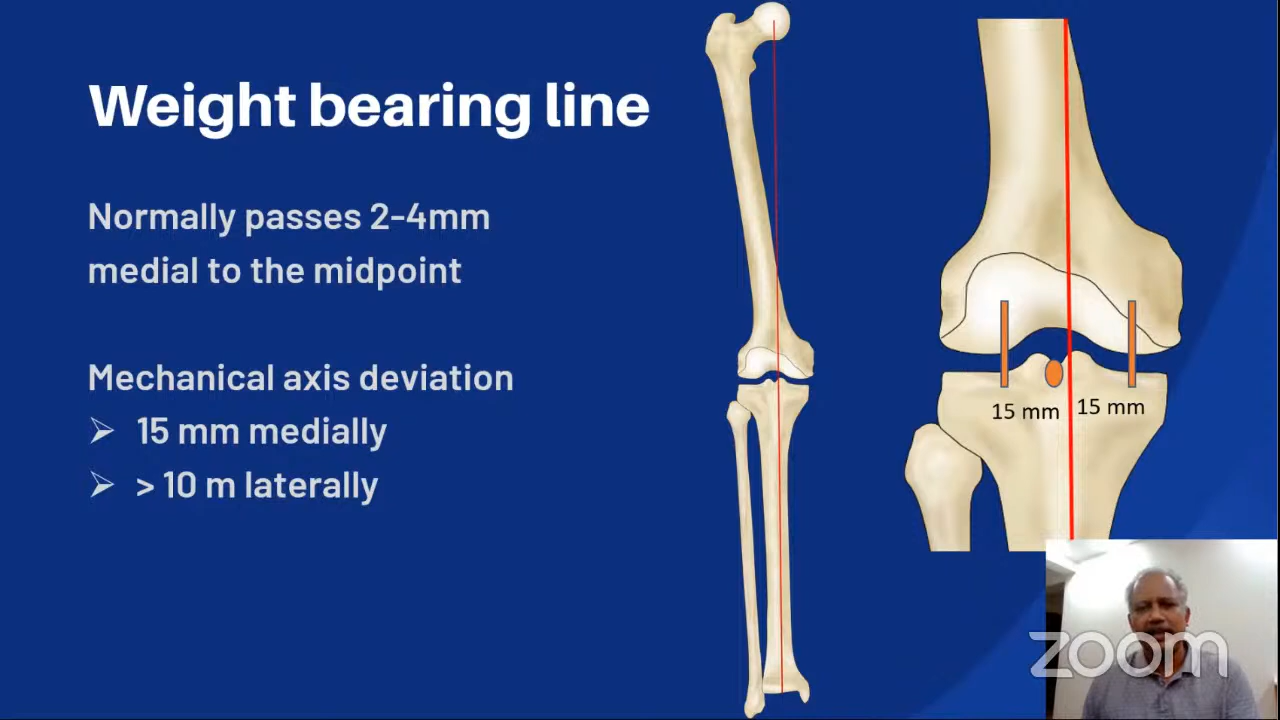 Weight bearing line
Normally passes 2-4mm
medial to the midpoint
Mechanical axis deviation
➢ 15 mm medially
➢ > 10 m laterally
15 mm
15 mm
zoom